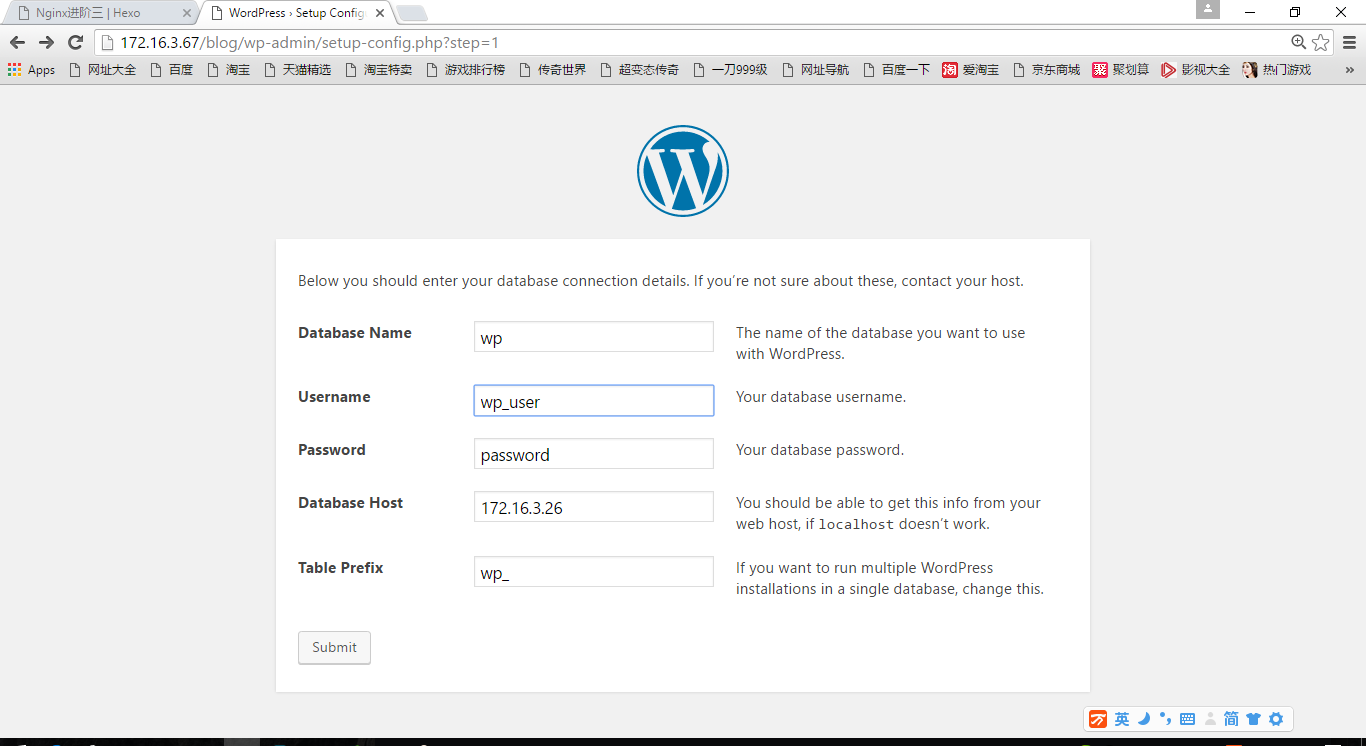 Nginx进阶三 | Hexo
WordPress › Setup Config
172.16.3.67/blog/wp-admin/setup-config.php?step=1
Apps 网址大全 百度 淘宝 天猫精选 淘宝特卖 游戏排行榜 传奇世界 超变态传奇 一刀999级 网址导航 百度一下 淘 爱淘宝 京东商城 聚 聚划算 影视大全 热门游戏 »
Below you should enter your database connection details. If you’re not sure about these, contact your host.
Database Name wp The name of the database you want to use
with WordPress.
Username wp_user Your database username.
Password password Your database password.
Database Host 172.16.3.26 You should be able to get this info from your
web host, if localhost doesn’t work.
Table Prefix wp_ If you want to run multiple WordPress
installations in a single database, change this.
Submit
英 简